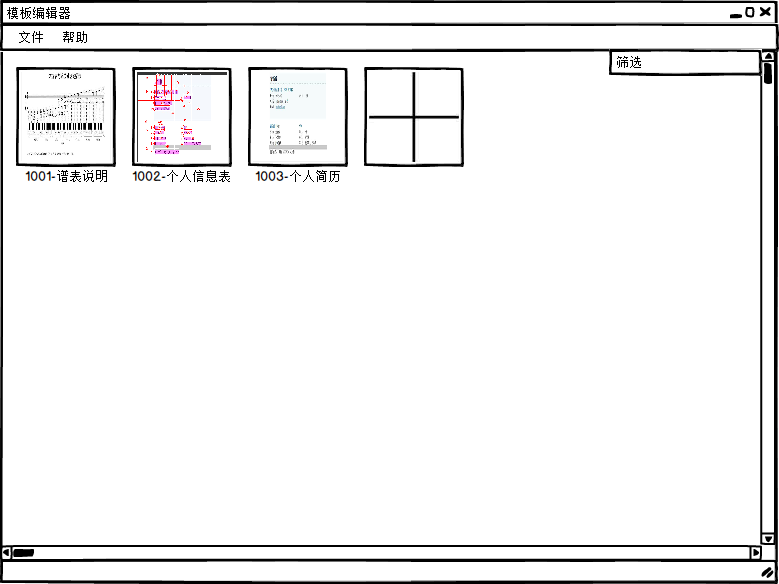 模板编辑器
文件 帮助
筛选
1001-谱表说明
1002-个人信息表
1003-个人简历